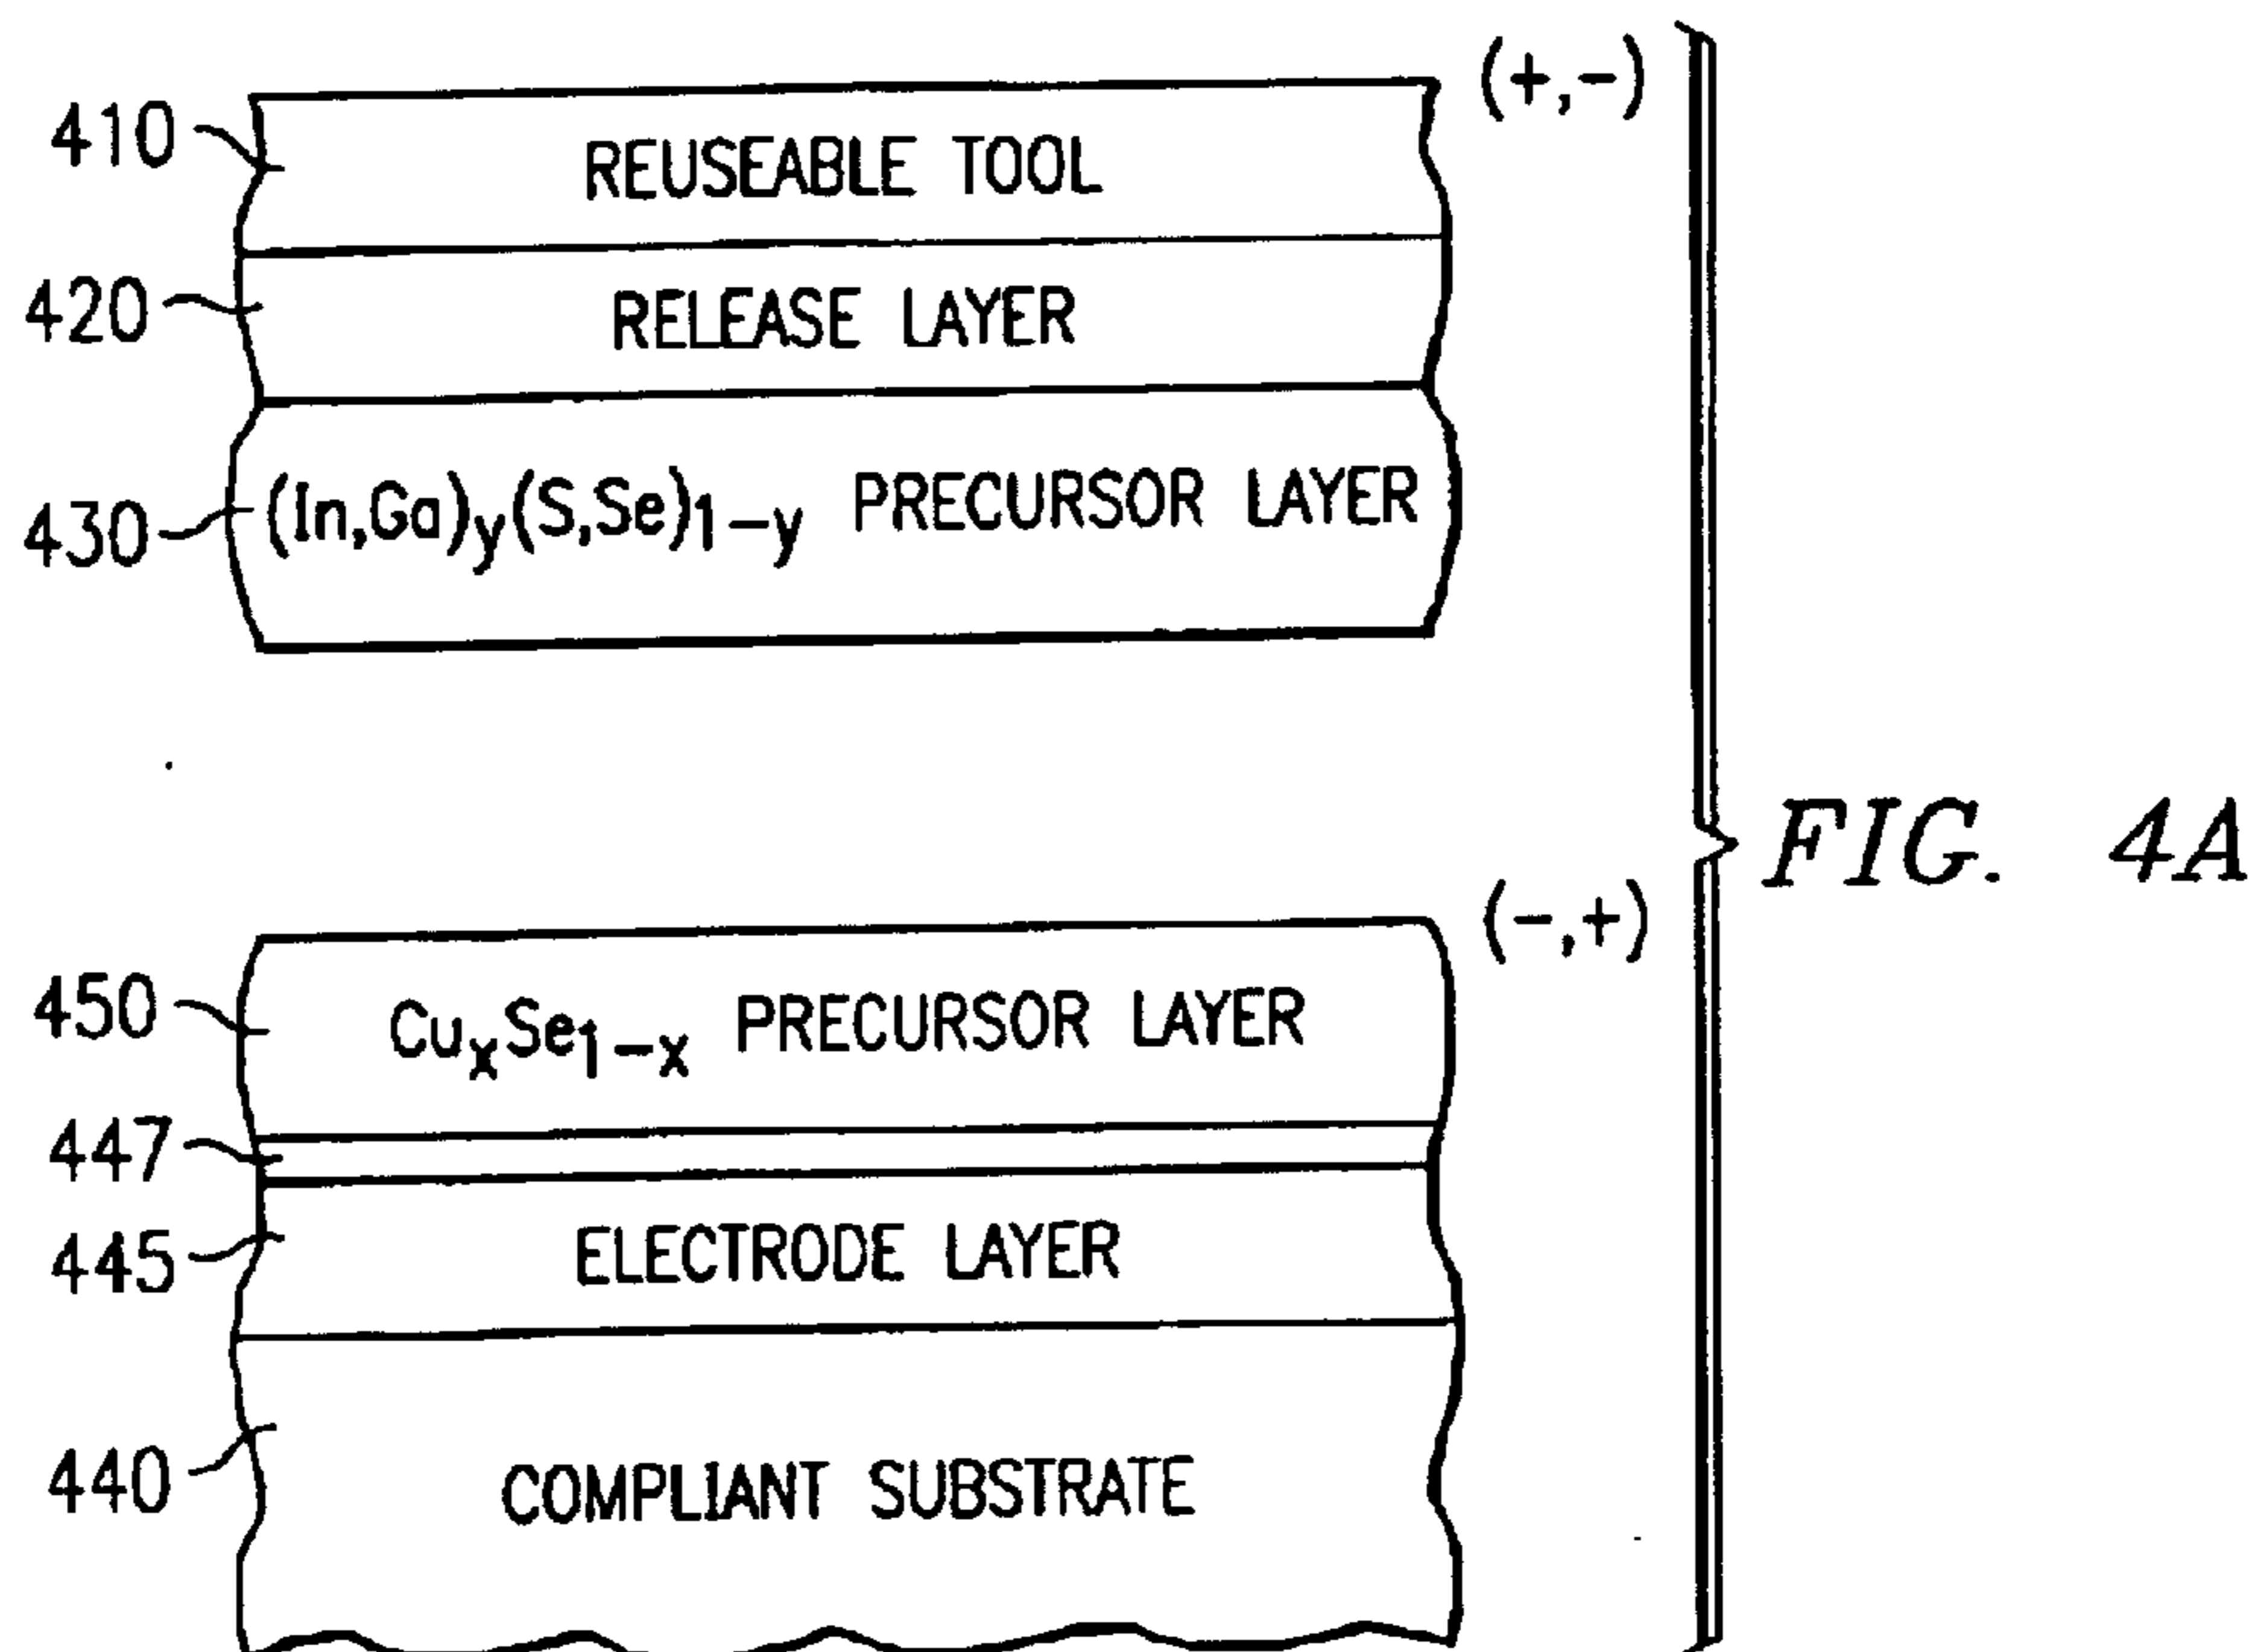 (+,-)
410 REUSEABLE TOOL
420 RELEASE LAYER
430 (In,Ga)y(S,Se)1-y PRECURSOR LAYER
FIG. 4A
(-,+)
450 CuxSe1-x PRECURSOR LAYER
447
445 ELECTRODE LAYER
440 COMPLIANT SUBSTRATE